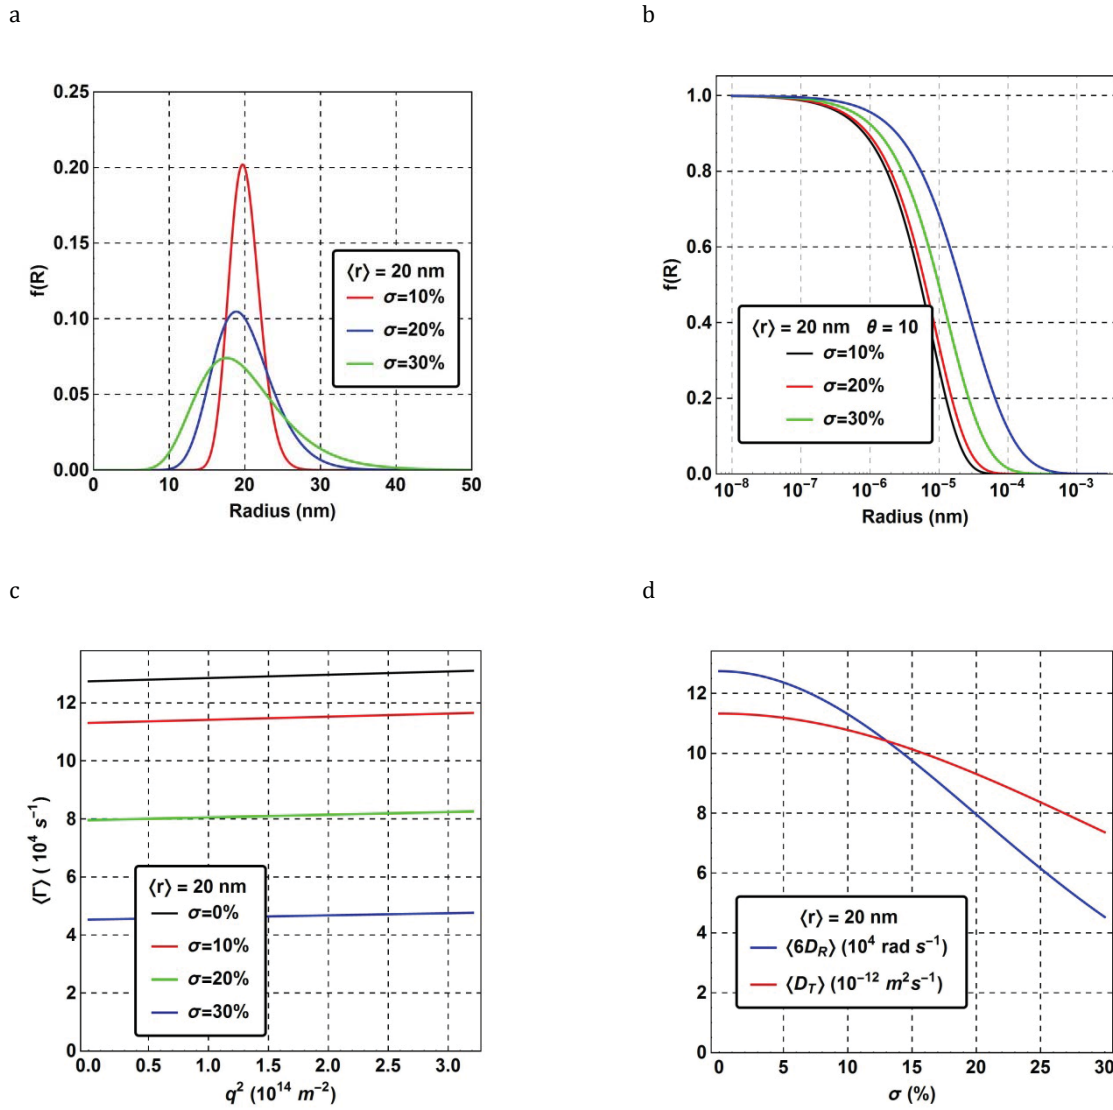 a
b
0.25
0.20
0.15
0.10
0.05
0.00
f(R)
⟨r⟩ = 20 nm
σ=10%
σ=20%
σ=30%
0 10 20 30 40 50
Radius (nm)
1.0
0.8
0.6
0.4
0.2
0.0
f(R)
⟨r⟩ = 20 nm θ = 10
σ=10%
σ=20%
σ=30%
10⁻⁸ 10⁻⁷ 10⁻⁶ 10⁻⁵ 10⁻⁴ 10⁻³
Radius (nm)
c
d
12
10
8
6
4
2
0
⟨Γ⟩ (10⁴ s⁻¹)
⟨r⟩ = 20 nm
σ=0%
σ=10%
σ=20%
σ=30%
0.0 0.5 1.0 1.5 2.0 2.5 3.0
q² (10¹⁴ m⁻²)
12
10
8
6
4
2
0
⟨r⟩ = 20 nm
⟨6D_R⟩ (10⁴ rad s⁻¹)
⟨D_T⟩ (10⁻¹² m²s⁻¹)
0 5 10 15 20 25 30
σ (%)